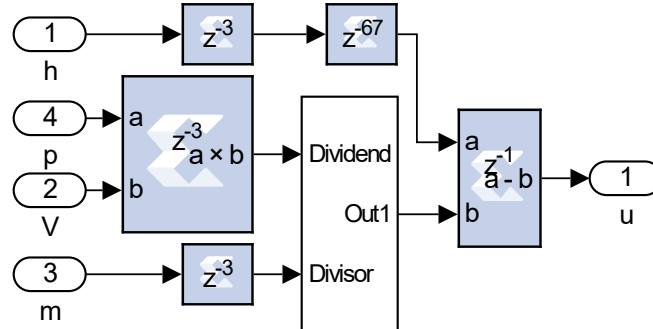 1
h
z-3
z-67
4
p
2
V
a
b
z-3
a × b
3
m
z-3
Dividend
Out1
Divisor
a
b
z-1
a - b
1
u